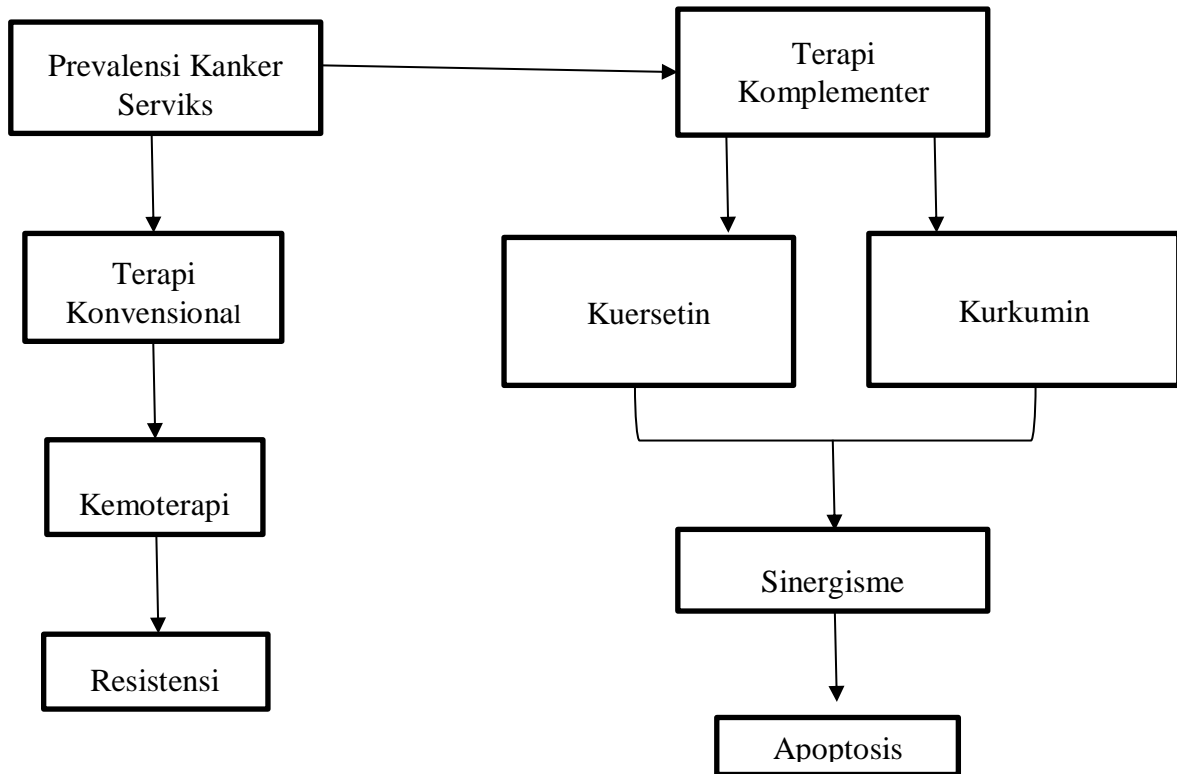 Prevalensi Kanker
Serviks
Terapi
Komplementer
Terapi
Konvensional
Kuersetin
Kurkumin
Kemoterapi
Sinergisme
Resistensi
Apoptosis